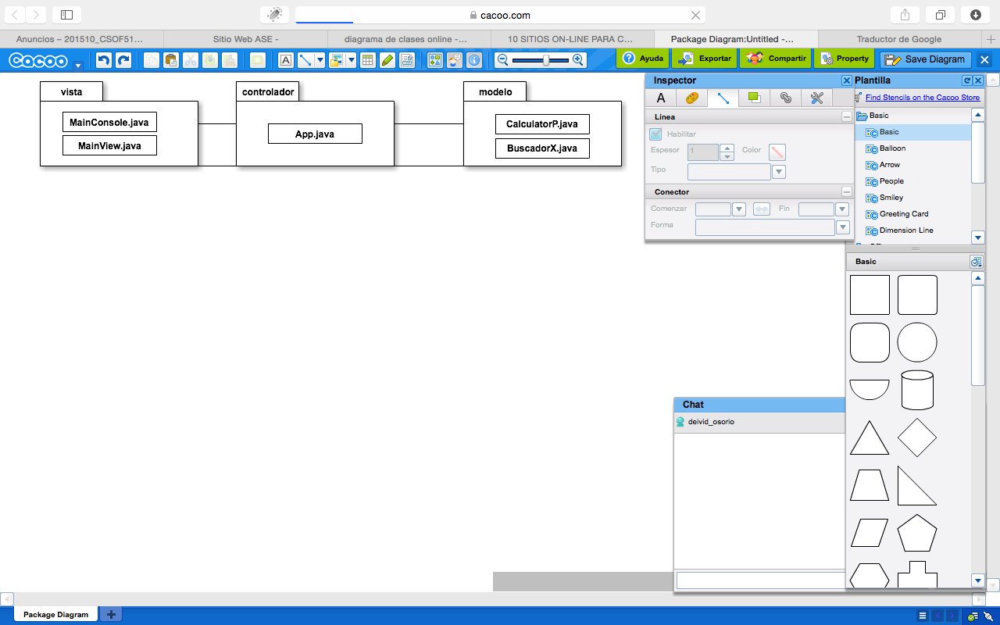 cacoo.com
Anuncios – 201510_CSOF51...
Sitio Web ASE -
diagrama de clases online -...
10 SITIOS ON-LINE PARA C...
Package Diagram:Untitled -...
Traductor de Google
Cacoo
Ayuda
Exportar
Compartir
Property
Save Diagram
vista
MainConsole.java
MainView.java
controlador
App.java
modelo
CalculatorP.java
BuscadorX.java
Inspector
A
Línea
Habilitar
Espesor
1
Color
Tipo
Conector
Comenzar
Fin
Forma
Plantilla
Find Stencils on the Cacoo Store
Basic
Basic
Balloon
Arrow
People
Smiley
Greeting Card
Dimension Line
Basic
Chat
deivid_osorio
Package Diagram